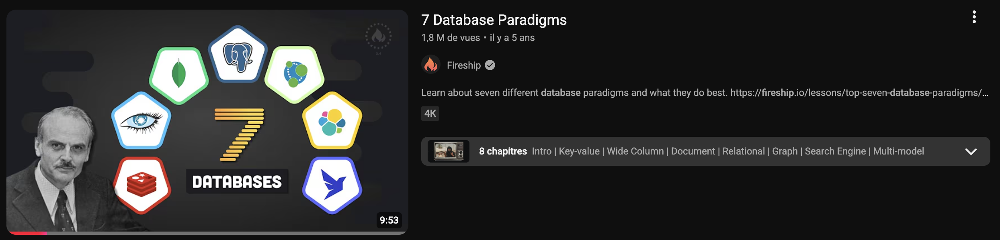 7
DATABASES
9:53
7 Database Paradigms
1,8 M de vues • il y a 5 ans
Fireship
Learn about seven different database paradigms and what they do best. https://fireship.io/lessons/top-seven-database-paradigms/...
4K
8 chapitres Intro | Key-value | Wide Column | Document | Relational | Graph | Search Engine | Multi-model